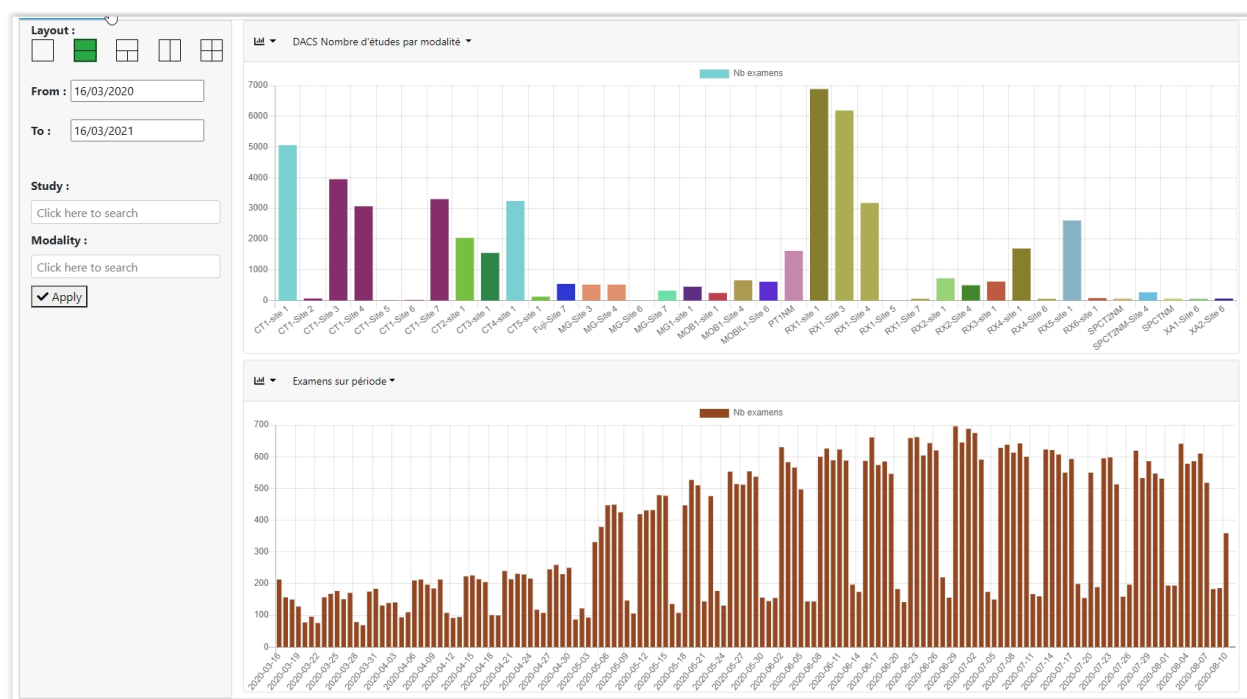 Layout :
From : 16/03/2020
To : 16/03/2021
Study :
Click here to search
Modality :
Click here to search
Apply
DACS Nombre d'études par modalité
Nb examens
7000
6000
5000
4000
3000
2000
1000
0
CT1-site 1
CT1-Site 2
CT1-Site 3
CT1-Site 4
CT1-Site 5
CT1-Site 6
CT1-Site 7
CT2-site 1
CT3-site 1
CT4-site 1
CT5-site 1
Fuji-Site 7
MG-Site 3
MG-Site 4
MG-Site 6
MG-Site 7
MG1-site 1
MOB1-site 1
MOB1-Site 4
MOBIL1-Site 6
PT1NM
RX1-site 1
RX1-Site 3
RX1-Site 4
RX1-Site 5
RX1-Site 7
RX2-site 1
RX2-Site 4
RX3-site 1
RX4-site 1
RX4-Site 6
RX5-site 1
RX6-site 1
SPCT2NM
SPCT2NM-Site 4
SPCTNM
XA1-Site 6
XA2-Site 6
Examens sur période
Nb examens
700
600
500
400
300
200
100
0
2020-03-16
2020-03-19
2020-03-22
2020-03-25
2020-03-28
2020-03-31
2020-04-03
2020-04-06
2020-04-09
2020-04-12
2020-04-15
2020-04-18
2020-04-21
2020-04-24
2020-04-27
2020-04-30
2020-05-03
2020-05-06
2020-05-09
2020-05-12
2020-05-15
2020-05-18
2020-05-21
2020-05-24
2020-05-27
2020-05-30
2020-06-02
2020-06-05
2020-06-08
2020-06-11
2020-06-14
2020-06-17
2020-06-20
2020-06-23
2020-06-26
2020-06-29
2020-07-02
2020-07-05
2020-07-08
2020-07-11
2020-07-14
2020-07-17
2020-07-20
2020-07-23
2020-07-26
2020-07-29
2020-08-01
2020-08-04
2020-08-07
2020-08-10